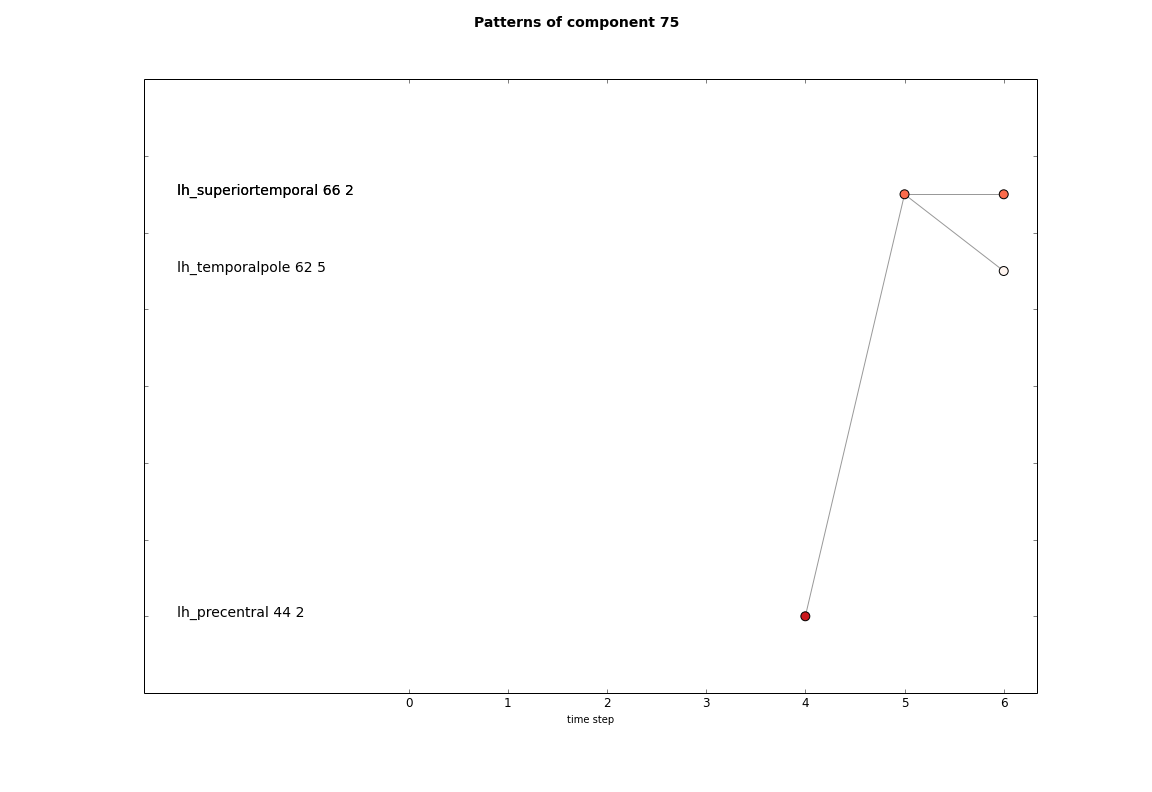 Patterns of component 75
lh_superiortemporal 66 2
lh_temporalpole 62 5
lh_precentral 44 2
0 1 2 3 4 5 6
time step